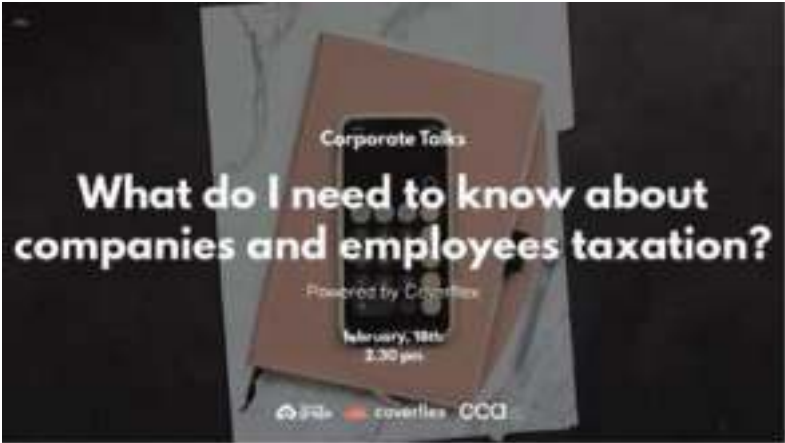 Corporate Talks
What do I need to know about
companies and employees taxation?
Powered by Coverflex
february, 18th
2.30 pm
coverflex cca